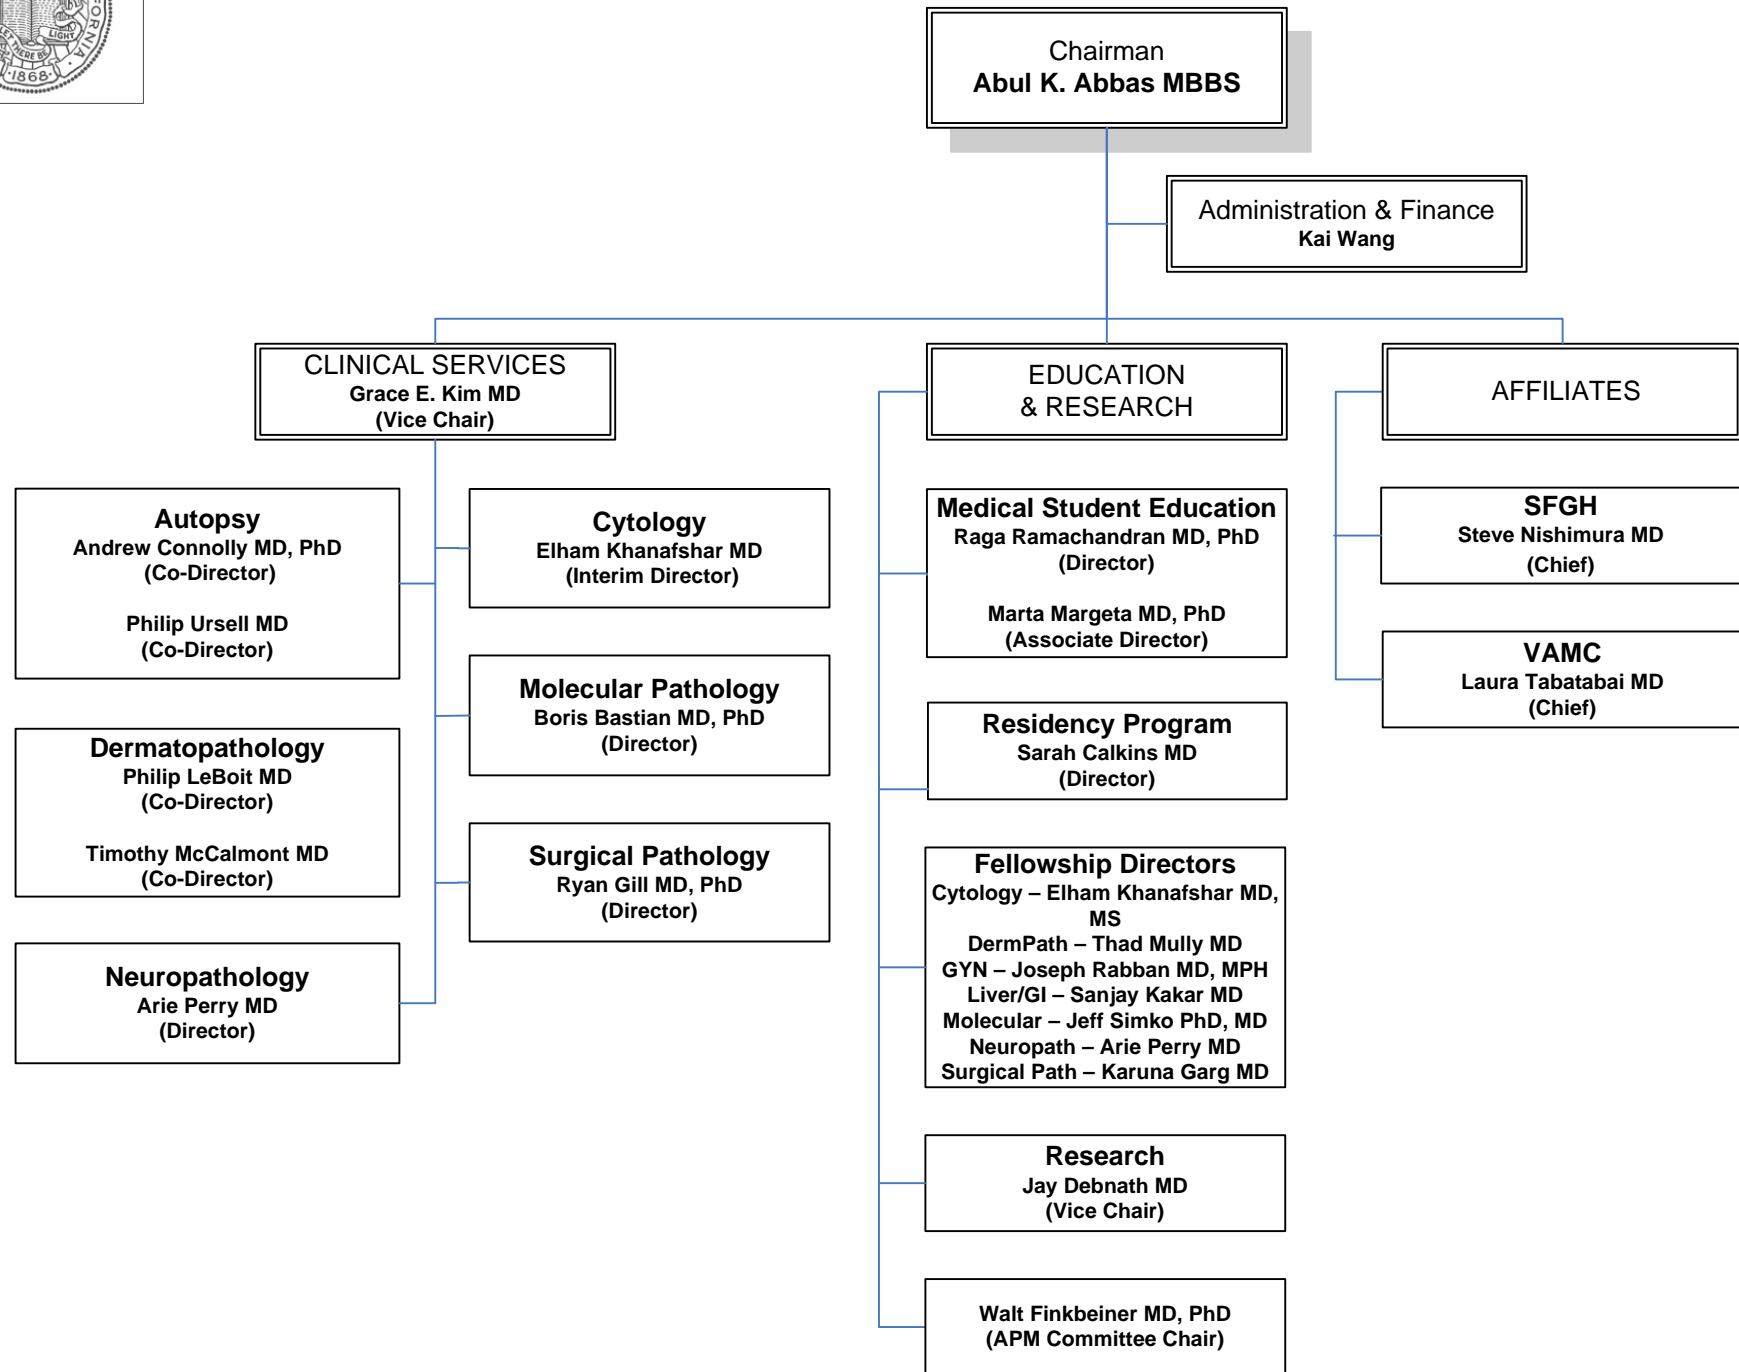 LET THERE BE
LIGHT
·1868·
Chairman
Abul K. Abbas MBBS
Administration & Finance
Kai Wang
CLINICAL SERVICES
Grace E. Kim MD
(Vice Chair)
Autopsy
Andrew Connolly MD, PhD
(Co-Director)
Philip Ursell MD
(Co-Director)
Dermatopathology
Philip LeBoit MD
(Co-Director)
Timothy McCalmont MD
(Co-Director)
Neuropathology
Arie Perry MD
(Director)
Cytology
Elham Khanafshar MD
(Interim Director)
Molecular Pathology
Boris Bastian MD, PhD
(Director)
Surgical Pathology
Ryan Gill MD, PhD
(Director)
EDUCATION
& RESEARCH
Medical Student Education
Raga Ramachandran MD, PhD
(Director)
Marta Margeta MD, PhD
(Associate Director)
Residency Program
Sarah Calkins MD
(Director)
Fellowship Directors
Cytology – Elham Khanafshar MD,
MS
DermPath – Thad Mully MD
GYN – Joseph Rabban MD, MPH
Liver/GI – Sanjay Kakar MD
Molecular – Jeff Simko PhD, MD
Neuropath – Arie Perry MD
Surgical Path – Karuna Garg MD
Research
Jay Debnath MD
(Vice Chair)
Walt Finkbeiner MD, PhD
(APM Committee Chair)
AFFILIATES
SFGH
Steve Nishimura MD
(Chief)
VAMC
Laura Tabatabai MD
(Chief)